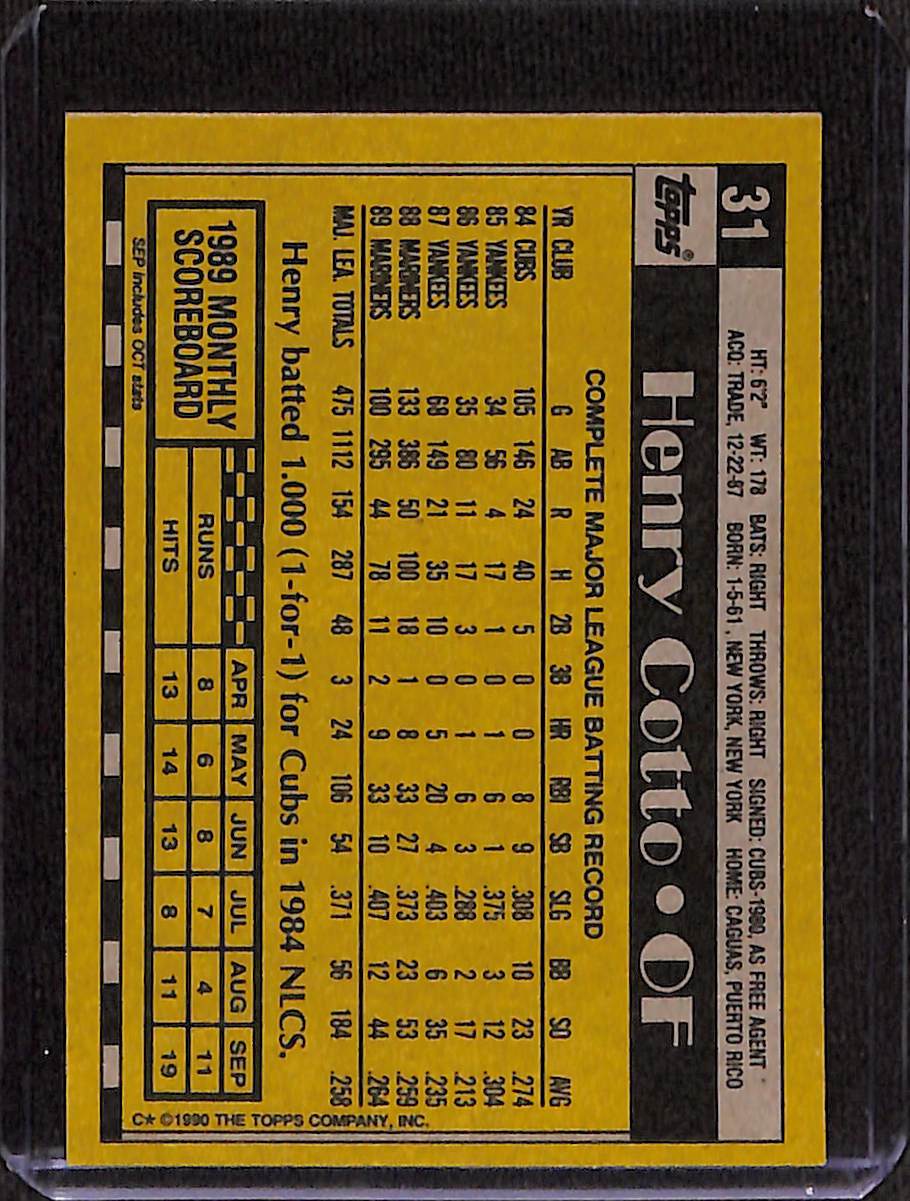 31
HT: 6'2" WT: 178 BATS: RIGHT THROWS: RIGHT SIGNED: CUBS-1980, AS FREE AGENT
ACQ: TRADE, 12-22-87 BORN: 1-5-61, NEW YORK, NEW YORK HOME: CAGUAS, PUERTO RICO
topps® Henry Cotto • OF
COMPLETE MAJOR LEAGUE BATTING RECORD
YR CLUB G AB R H 2B 3B HR RBI SB SLG BB SO AVG
84 CUBS 105 146 24 40 5 0 0 8 9 .308 10 23 .274
85 YANKEES 34 56 4 17 1 0 1 6 1 .375 3 12 .304
86 YANKEES 35 80 11 17 3 0 1 6 3 .288 2 17 .213
87 YANKEES 68 149 21 35 10 0 5 20 4 .403 6 35 .235
88 MARINERS 133 386 50 100 18 1 8 33 27 .373 23 53 .259
89 MARINERS 100 295 44 78 11 2 9 33 10 .407 12 44 .264
MAJ. LEA. TOTALS 475 1112 154 287 48 3 24 106 54 .371 56 184 .258
Henry batted 1.000 (1-for-1) for Cubs in 1984 NLCS.
1989 MONTHLY
SCOREBOARD
APR MAY JUN JUL AUG SEP
RUNS 8 6 8 7 4 11
HITS 13 14 13 8 11 19
SEP includes OCT stats
C* ©1990 THE TOPPS COMPANY, INC.